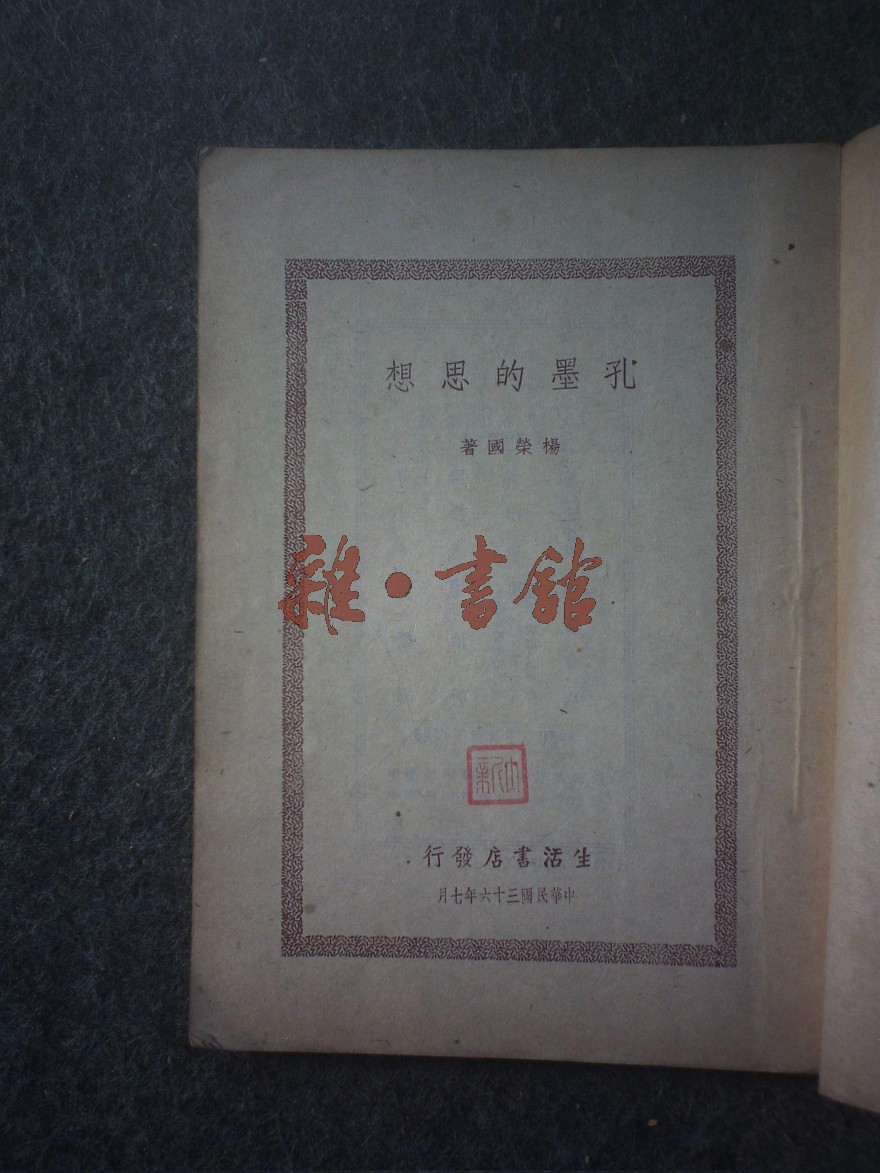 孔墨的思想
楊榮國著
雜·書館
生活書店發行
中華民國三十六年七月